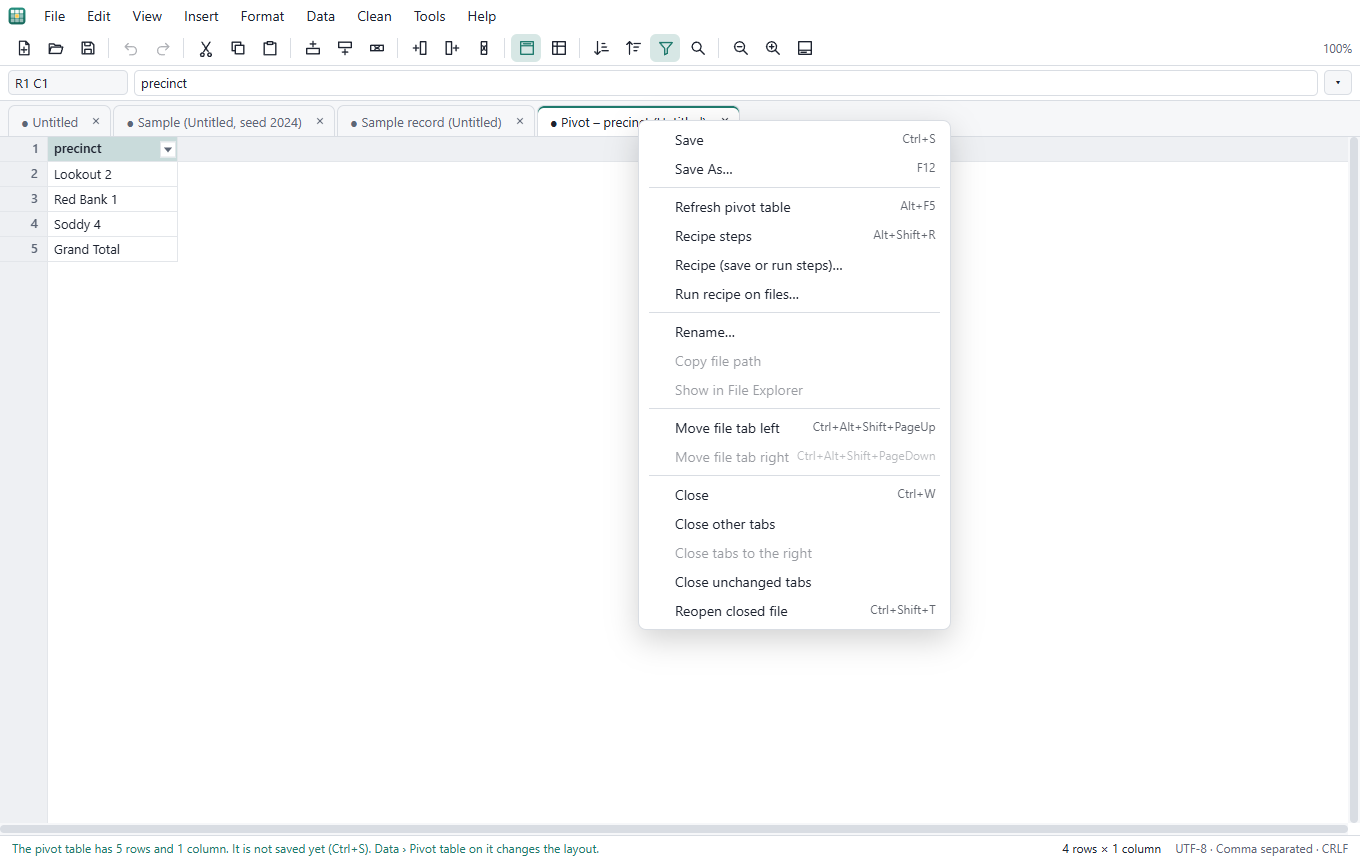 File Edit View Insert Format Data Clean Tools Help
100%
R1 C1 precinct
● Untitled × ● Sample (Untitled, seed 2024) × ● Sample record (Untitled) × ● Pivot – precinct (Untitled) ×
1 precinct
2 Lookout 2
3 Red Bank 1
4 Soddy 4
5 Grand Total
Save Ctrl+S
Save As... F12
Refresh pivot table Alt+F5
Recipe steps Alt+Shift+R
Recipe (save or run steps)...
Run recipe on files...
Rename...
Copy file path
Show in File Explorer
Move file tab left Ctrl+Alt+Shift+PageUp
Move file tab right Ctrl+Alt+Shift+PageDown
Close Ctrl+W
Close other tabs
Close tabs to the right
Close unchanged tabs
Reopen closed file Ctrl+Shift+T
The pivot table has 5 rows and 1 column. It is not saved yet (Ctrl+S). Data › Pivot table on it changes the layout. 4 rows × 1 column UTF-8 · Comma separated · CRLF